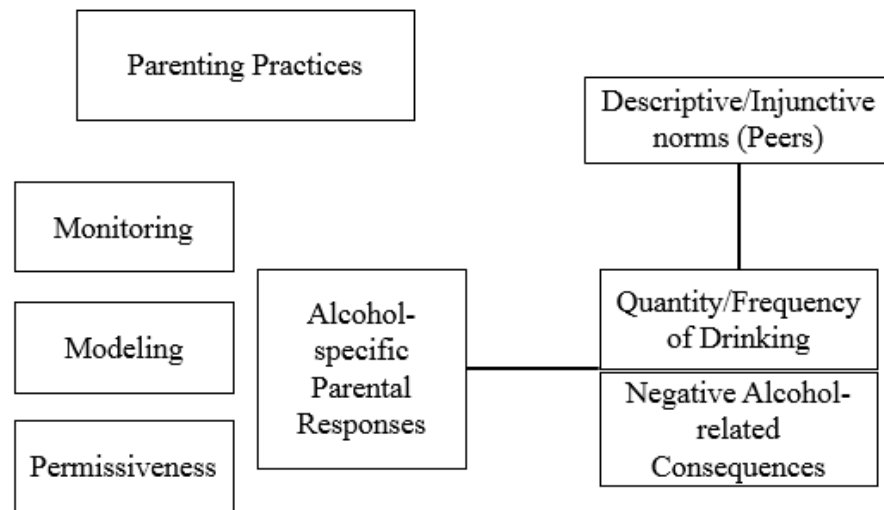 Parenting Practices
Descriptive/Injunctive
norms (Peers)
Monitoring
Modeling
Permissiveness
Alcohol-
specific
Parental
Responses
Quantity/Frequency
of Drinking
Negative Alcohol-
related
Consequences